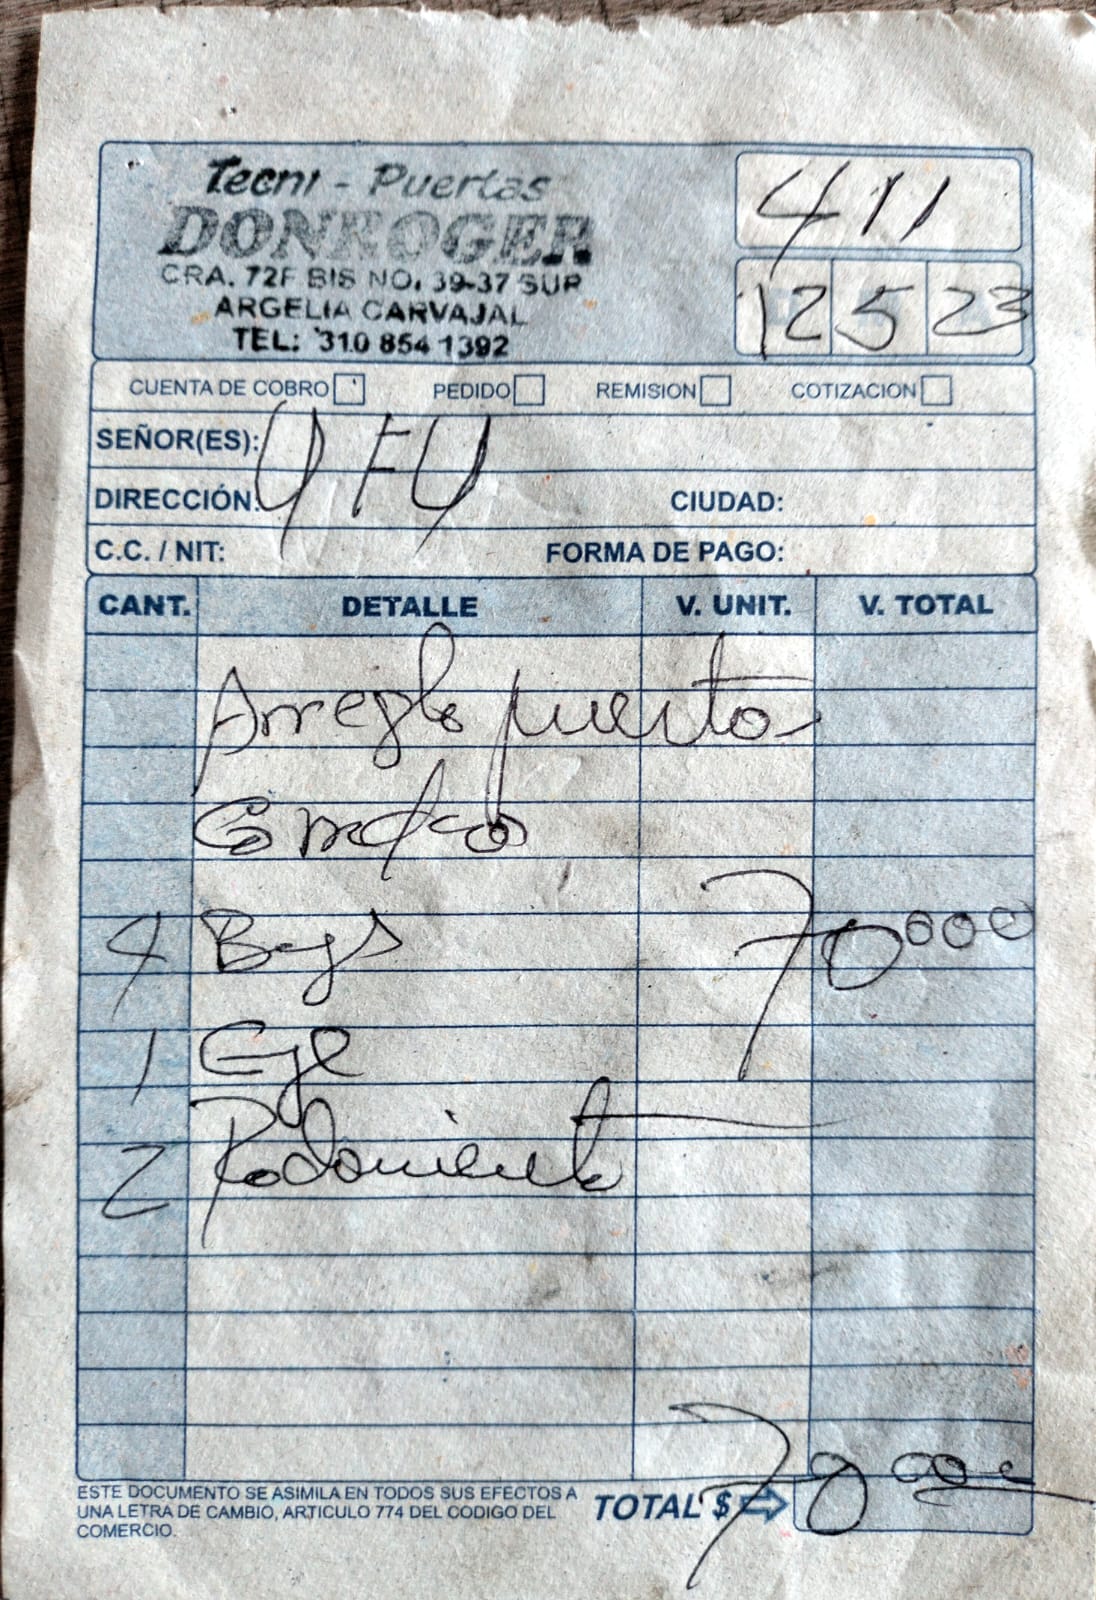 Tecni - Puertas
DONROGER
CRA. 72F BIS NO. 39-37 SUR
ARGELIA CARVAJAL
TEL: 310 854 1392
411
12 5 23
CUENTA DE COBRO PEDIDO REMISION COTIZACION
SEÑOR(ES):
DIRECCIÓN: CIUDAD:
C.C. / NIT: FORMA DE PAGO:
CANT. DETALLE V. UNIT. V. TOTAL
Arreglo puerta
4 70000
1 Eje
2 Rodamiento
ESTE DOCUMENTO SE ASIMILA EN TODOS SUS EFECTOS A
UNA LETRA DE CAMBIO, ARTICULO 774 DEL CODIGO DEL
COMERCIO.
TOTAL $ 70000